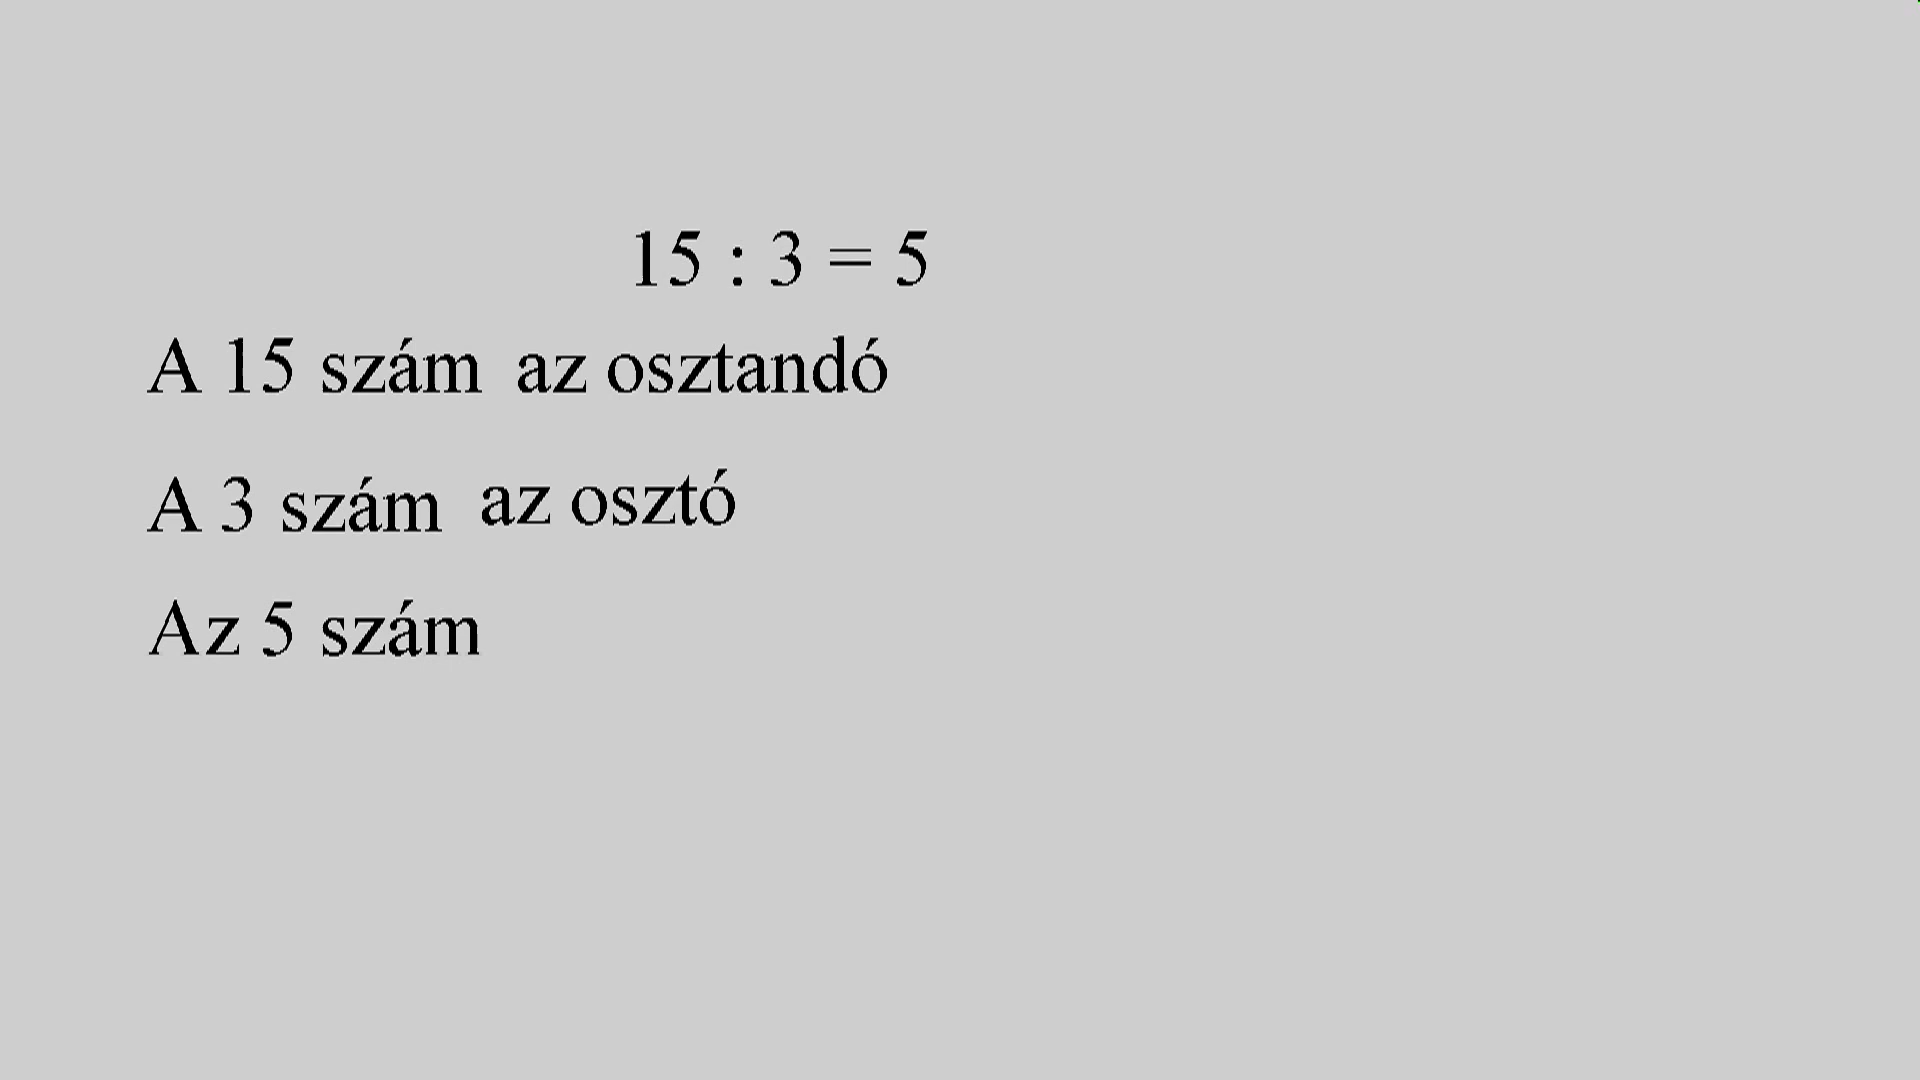 15 : 3 = 5
A 15 szám az osztandó
A 3 szám az osztó
Az 5 szám